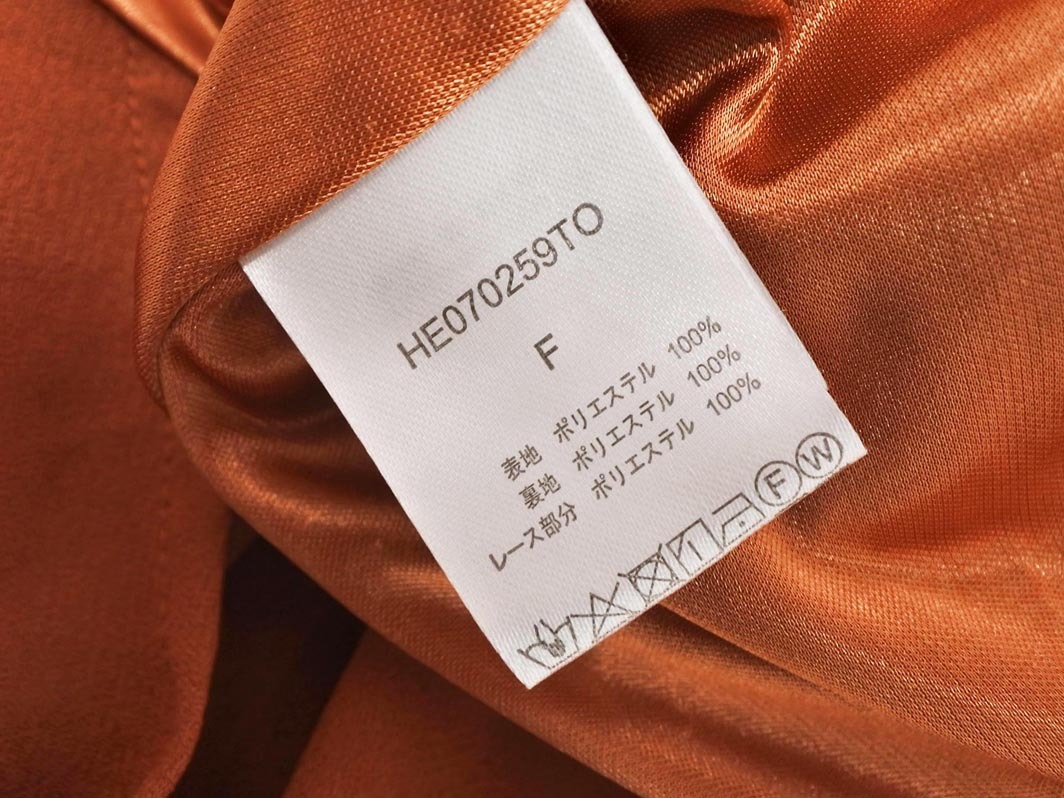 HE070259TO
F
表地 ポリエステル 100%
裏地 ポリエステル 100%
レース部分 ポリエステル 100%
F W